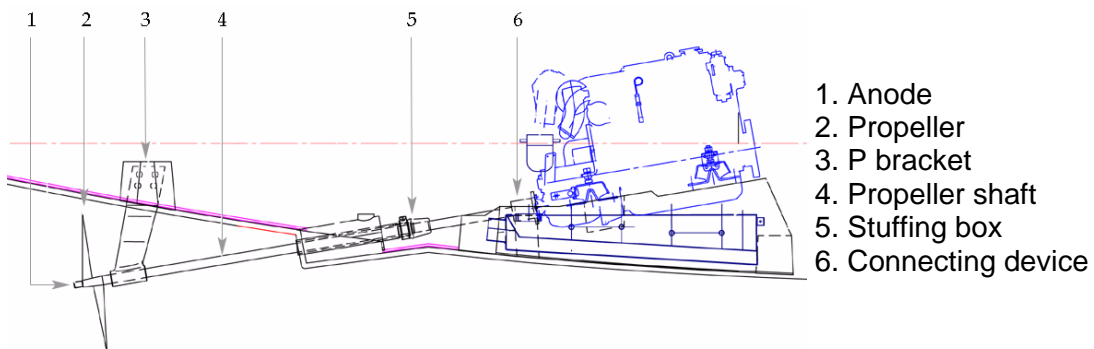 1 2 3 4 5 6
1. Anode
2. Propeller
3. P bracket
4. Propeller shaft
5. Stuffing box
6. Connecting device